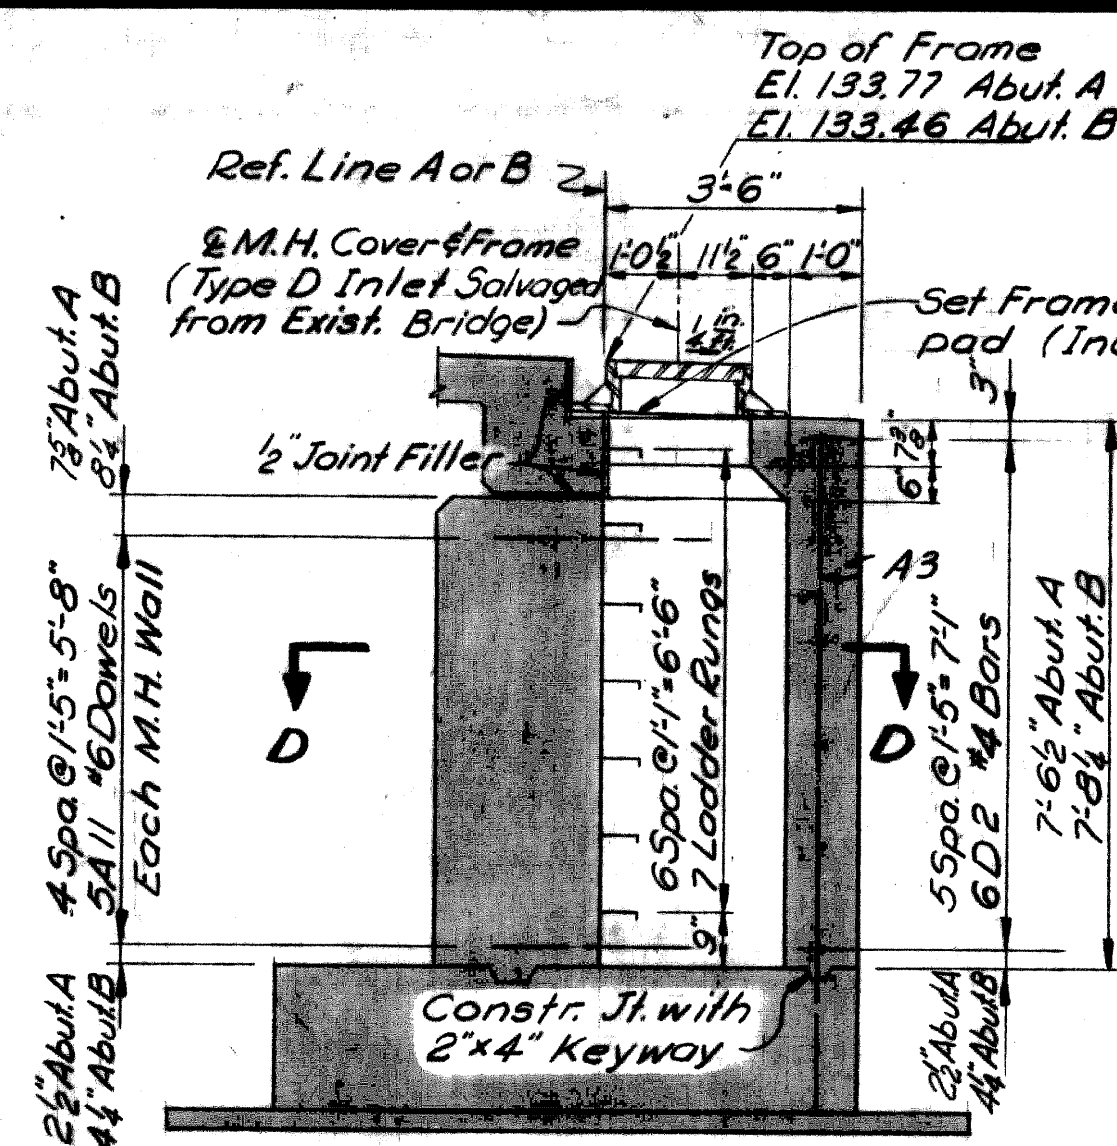 Top of Frame
El. 133.77 Abut. A
El. 133.46 Abut. B
Ref. Line A or B
3'-6"
℄ M.H. Cover & Frame
(Type D Inlet Salvaged
from Exist. Bridge)
1'-0½" 11½" 6" 1'-0"
1 in.
4 ft.
Set Frame
pad (Inc
3"
7⅞"
6"
7⅝" Abut. A
8¼" Abut. B
½" Joint Filler
A3
4 Spa. @ 1'-5" = 5'-8"
5A11 #6 Dowels
Each M.H. Wall
6 Spa. @ 1'-1" = 6'-6"
7 Ladder Rungs
9"
5 Spa. @ 1'-5" = 7'-1"
6D2 #4 Bars
7'-6½" Abut. A
7'-8¼" Abut. B
D
D
Constr. Jt. with
2"x4" Keyway
2½" Abut. A
4¼" Abut. B
2½" Abut. A
4¼" Abut. B